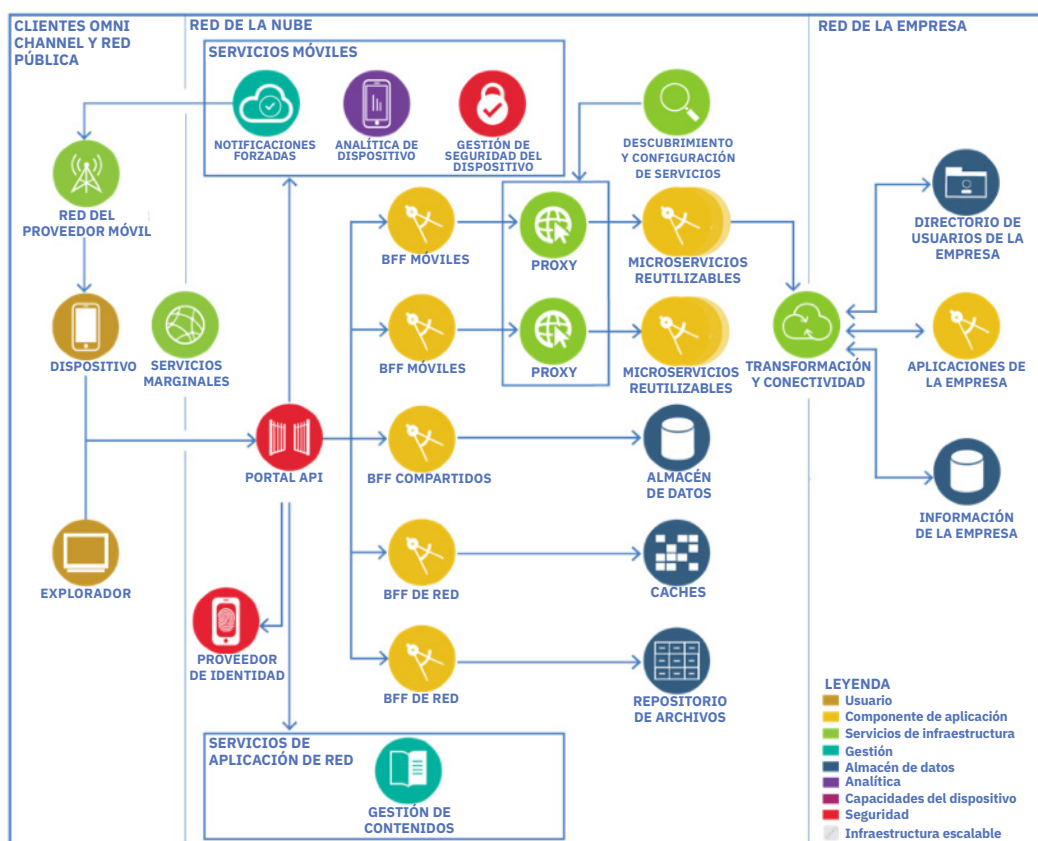 CLIENTES OMNI
CHANNEL Y RED
PÚBLICA
RED DE LA NUBE
RED DE LA EMPRESA
SERVICIOS MÓVILES
NOTIFICACIONES
FORZADAS
ANALÍTICA DE
DISPOSITIVO
GESTIÓN DE
SEGURIDAD DEL
DISPOSITIVO
DESCUBRIMIENTO
Y CONFIGURACIÓN
DE SERVICIOS
RED DEL
PROVEEDOR MÓVIL
BFF MÓVILES
PROXY
MICROSERVICIOS
REUTILIZABLES
DIRECTORIO DE
USUARIOS DE LA
EMPRESA
DISPOSITIVO
SERVICIOS
MARGINALES
BFF MÓVILES
PROXY
MICROSERVICIOS
REUTILIZABLES
TRANSFORMACIÓN
Y CONECTIVIDAD
APLICACIONES DE
LA EMPRESA
PORTAL API
BFF COMPARTIDOS
ALMACÉN
DE DATOS
INFORMACIÓN
DE LA EMPRESA
EXPLORADOR
BFF DE RED
CACHES
PROVEEDOR
DE IDENTIDAD
BFF DE RED
REPOSITORIO
DE ARCHIVOS
SERVICIOS DE
APLICACIÓN DE RED
GESTIÓN DE
CONTENIDOS
LEYENDA
Usuario
Componente de aplicación
Servicios de infraestructura
Gestión
Almacén de datos
Analítica
Capacidades del dispositivo
Seguridad
Infraestructura escalable